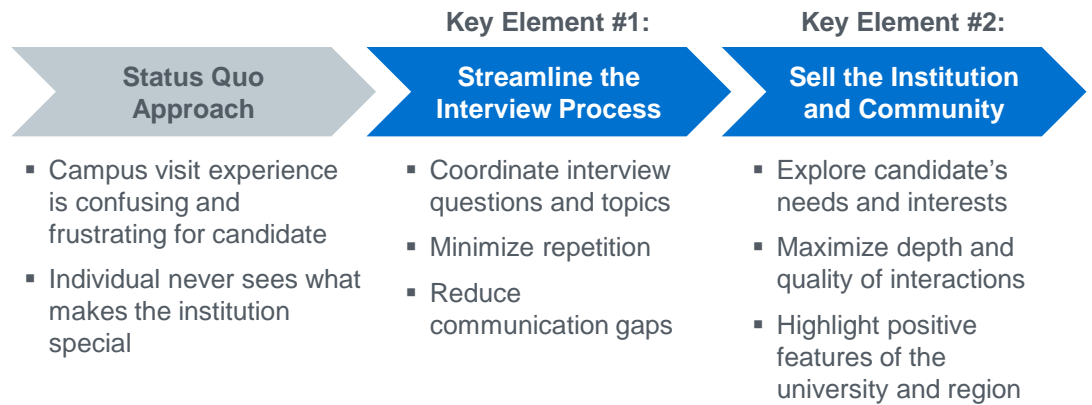 Key Element #1:
Key Element #2:
Status Quo
Approach
Streamline the
Interview Process
Sell the Institution
and Community
▪ Campus visit experience
is confusing and
frustrating for candidate
▪ Individual never sees what
makes the institution
special
▪ Coordinate interview
questions and topics
▪ Minimize repetition
▪ Reduce
communication gaps
▪ Explore candidate’s
needs and interests
▪ Maximize depth and
quality of interactions
▪ Highlight positive
features of the
university and region